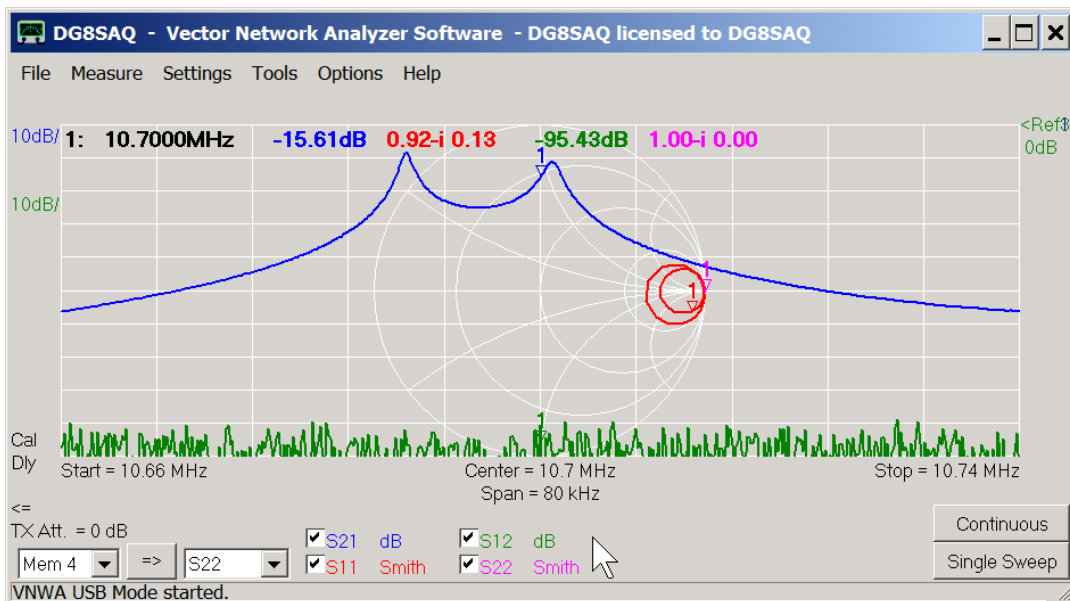 DG8SAQ - Vector Network Analyzer Software - DG8SAQ licensed to DG8SAQ
File Measure Settings Tools Options Help
10dB/ 1: 10.7000MHz -15.61dB 0.92-i 0.13 -95.43dB 1.00-i 0.00
<Ref3
0dB
10dB/
1
1
1
1
Cal
Dly
Start = 10.66 MHz Center = 10.7 MHz Stop = 10.74 MHz
Span = 80 kHz
<=
TX Att. = 0 dB
Continuous
S21 dB S12 dB
Mem 4 => S22 S11 Smith S22 Smith Single Sweep
VNWA USB Mode started.